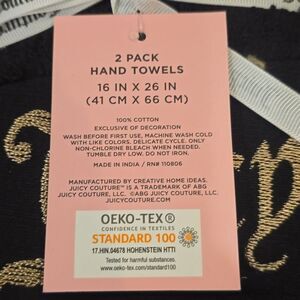 2 PACK
HAND TOWELS
16 IN X 26 IN
(41 CM X 66 CM)
100% COTTON
EXCLUSIVE OF DECORATION
WASH BEFORE FIRST USE, MACHINE WASH COLD
WITH LIKE COLORS. DELICATE CYCLE. ONLY
NON-CHLORINE BLEACH WHEN NEEDED.
TUMBLE DRY LOW. DO NOT IRON.
MADE IN INDIA / RN# 110806
MANUFACTURED BY CREATIVE HOME IDEAS.
JUICY COUTURE™ IS A TRADEMARK OF ABG
JUICY COUTURE, LLC. ©ABG JUICY COUTURE, LLC.
JUICYCOUTURE.COM
OEKO-TEX®
CONFIDENCE IN TEXTILES
STANDARD 100
17.HIN.04678 HOHENSTEIN HTTI
Tested for harmful substances.
www.oeko-tex.com/standard100